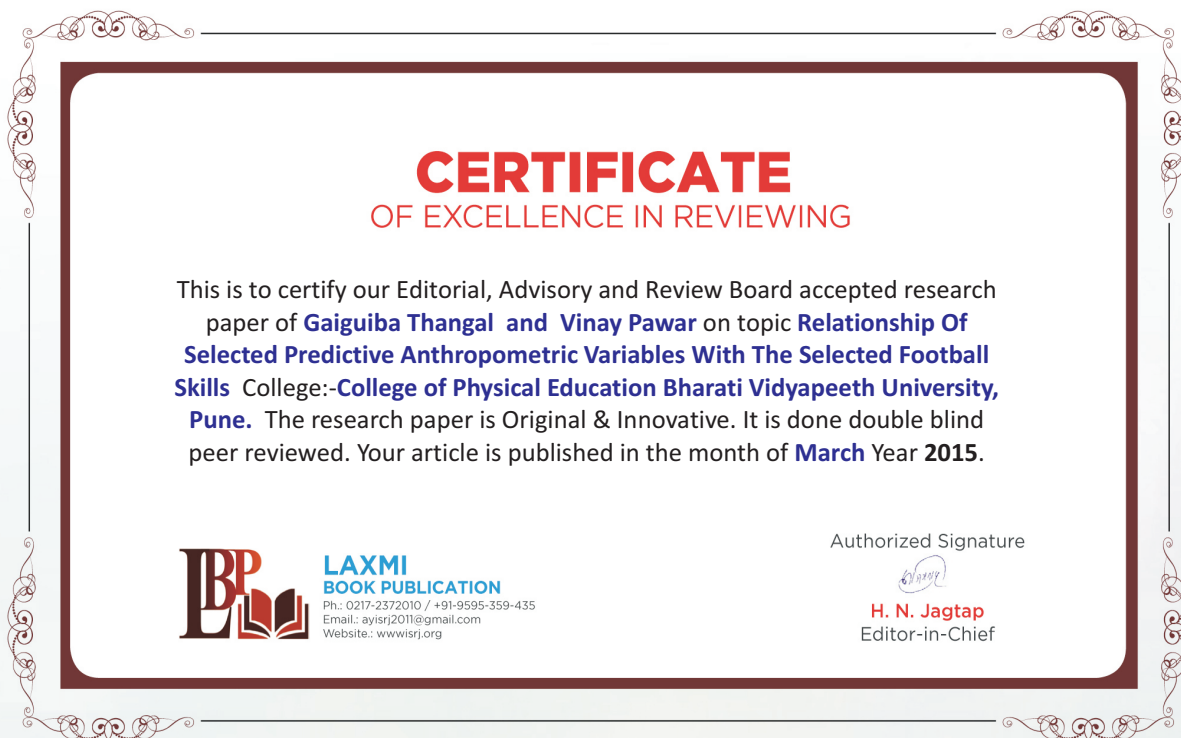 CERTIFICATE
OF EXCELLENCE IN REVIEWING
This is to certify our Editorial, Advisory and Review Board accepted research
paper of Gaiguiba Thangal and Vinay Pawar on topic Relationship Of
Selected Predictive Anthropometric Variables With The Selected Football
Skills College:-College of Physical Education Bharati Vidyapeeth University,
Pune. The research paper is Original & Innovative. It is done double blind
peer reviewed. Your article is published in the month of March Year 2015.
LBP
LAXMI
BOOK PUBLICATION
Ph.: 0217-2372010 / +91-9595-359-435
Email.: ayisrj2011@gmail.com
Website.: wwwisrj.org
Authorized Signature
H. N. Jagtap
Editor-in-Chief